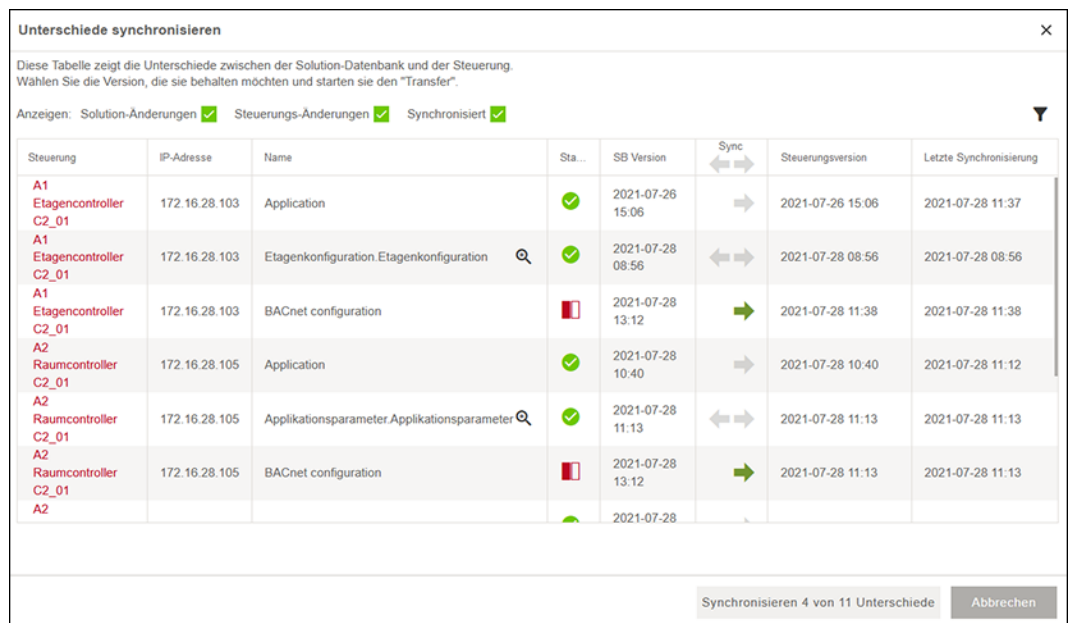 Unterschiede synchronisieren
Diese Tabelle zeigt die Unterschiede zwischen der Solution-Datenbank und der Steuerung.
Wählen Sie die Version, die sie behalten möchten und starten sie den "Transfer".
Anzeigen: Solution-Änderungen Steuerungs-Änderungen Synchronisiert
Steuerung IP-Adresse Name Sta... SB Version Sync Steuerungsversion Letzte Synchronisierung
A1
Etagencontroller 172.16.28.103 Application 2021-07-26 2021-07-26 15:06 2021-07-28 11:37
C2_01 15:06
A1
Etagencontroller 172.16.28.103 Etagenkonfiguration.Etagenkonfiguration 2021-07-28 2021-07-28 08:56 2021-07-28 08:56
C2_01 08:56
A1
Etagencontroller 172.16.28.103 BACnet configuration 2021-07-28 2021-07-28 11:38 2021-07-28 11:38
C2_01 13:12
A2
Raumcontroller 172.16.28.105 Application 2021-07-28 2021-07-28 10:40 2021-07-28 11:12
C2_01 10:40
A2
Raumcontroller 172.16.28.105 Applikationsparameter.Applikationsparameter 2021-07-28 2021-07-28 11:13 2021-07-28 11:13
C2_01 11:13
A2
Raumcontroller 172.16.28.105 BACnet configuration 2021-07-28 2021-07-28 11:13 2021-07-28 11:13
C2_01 13:12
A2
2021-07-28
Synchronisieren 4 von 11 Unterschiede Abbrechen